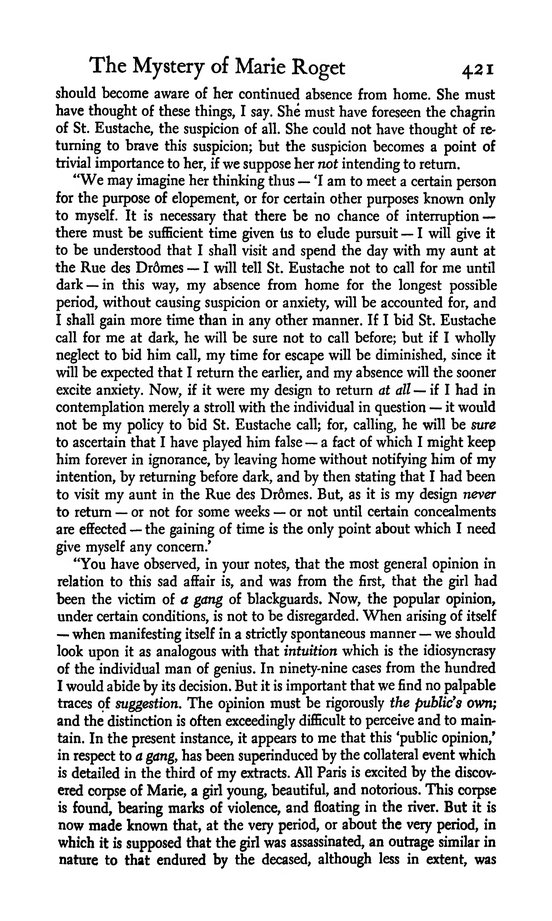 The Mystery of Marie Roget 421
should become aware of her continued absence from home. She must
have thought of these things, I say. She must have foreseen the chagrin
of St. Eustache, the suspicion of all. She could not have thought of re-
turning to brave this suspicion; but the suspicion becomes a point of
trivial importance to her, if we suppose her not intending to return.
“We may imagine her thinking thus — ‘I am to meet a certain person
for the purpose of elopement, or for certain other purposes known only
to myself. It is necessary that there be no chance of interruption —
there must be sufficient time given us to elude pursuit — I will give it
to be understood that I shall visit and spend the day with my aunt at
the Rue des Drômes — I will tell St. Eustache not to call for me until
dark — in this way, my absence from home for the longest possible
period, without causing suspicion or anxiety, will be accounted for, and
I shall gain more time than in any other manner. If I bid St. Eustache
call for me at dark, he will be sure not to call before; but if I wholly
neglect to bid him call, my time for escape will be diminished, since it
will be expected that I return the earlier, and my absence will the sooner
excite anxiety. Now, if it were my design to return at all — if I had in
contemplation merely a stroll with the individual in question — it would
not be my policy to bid St. Eustache call; for, calling, he will be sure
to ascertain that I have played him false — a fact of which I might keep
him forever in ignorance, by leaving home without notifying him of my
intention, by returning before dark, and by then stating that I had been
to visit my aunt in the Rue des Drômes. But, as it is my design never
to return — or not for some weeks — or not until certain concealments
are effected — the gaining of time is the only point about which I need
give myself any concern.’
“You have observed, in your notes, that the most general opinion in
relation to this sad affair is, and was from the first, that the girl had
been the victim of a gang of blackguards. Now, the popular opinion,
under certain conditions, is not to be disregarded. When arising of itself
— when manifesting itself in a strictly spontaneous manner — we should
look upon it as analogous with that intuition which is the idiosyncrasy
of the individual man of genius. In ninety-nine cases from the hundred
I would abide by its decision. But it is important that we find no palpable
traces of suggestion. The opinion must be rigorously the public’s own;
and the distinction is often exceedingly difficult to perceive and to main-
tain. In the present instance, it appears to me that this ‘public opinion,’
in respect to a gang, has been superinduced by the collateral event which
is detailed in the third of my extracts. All Paris is excited by the discov-
ered corpse of Marie, a girl young, beautiful, and notorious. This corpse
is found, bearing marks of violence, and floating in the river. But it is
now made known that, at the very period, or about the very period, in
which it is supposed that the girl was assassinated, an outrage similar in
nature to that endured by the decased, although less in extent, was